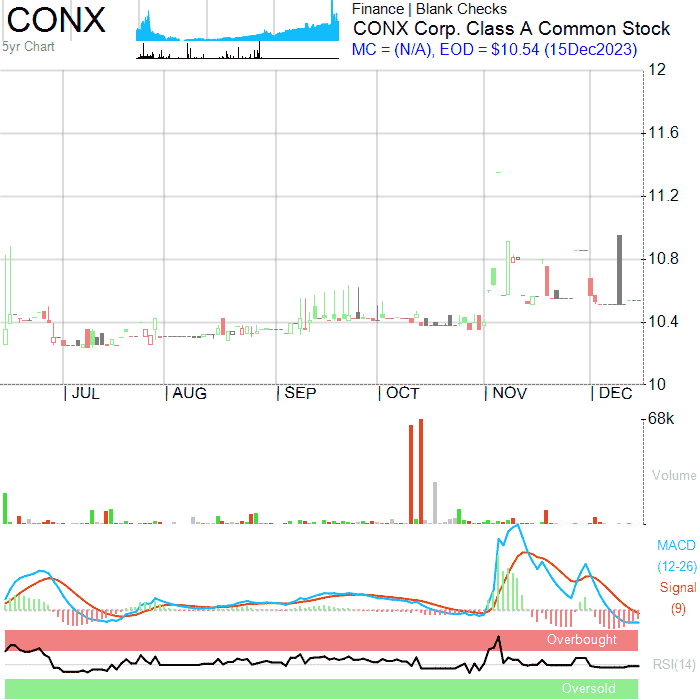 CONX
5yr Chart
Finance | Blank Checks
CONX Corp. Class A Common Stock
MC = (N/A), EOD = $10.54 (15Dec2023)
12
11.6
11.2
10.8
10.4
10
JUL AUG SEP OCT NOV DEC
68k
Volume
MACD
(12-26)
Signal
(9)
Overbought
RSI(14)
Oversold